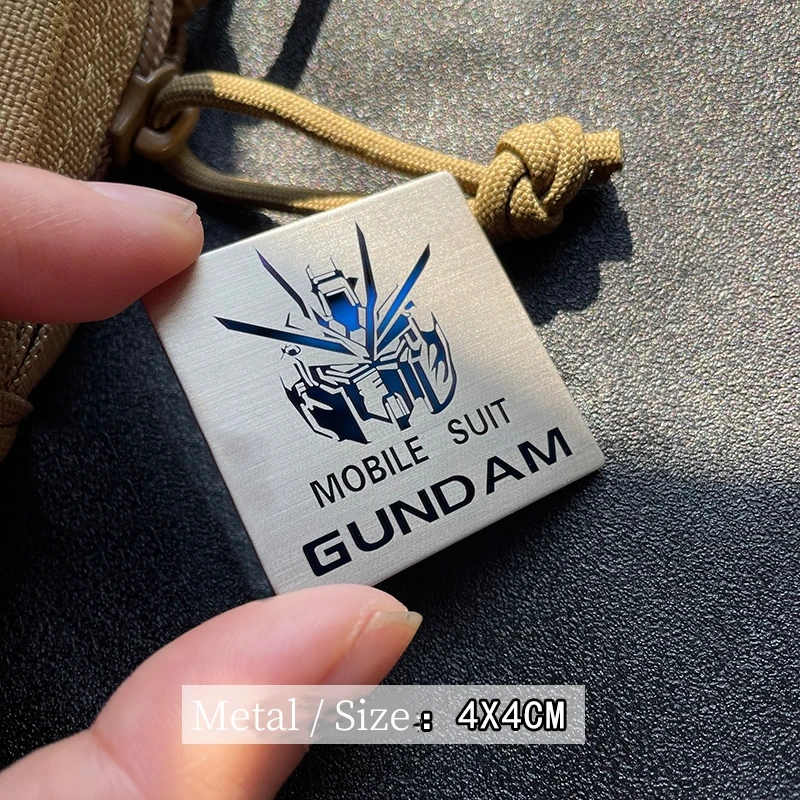 MOBILE SUIT
GUNDAM
Metal / Size : 4X4CM